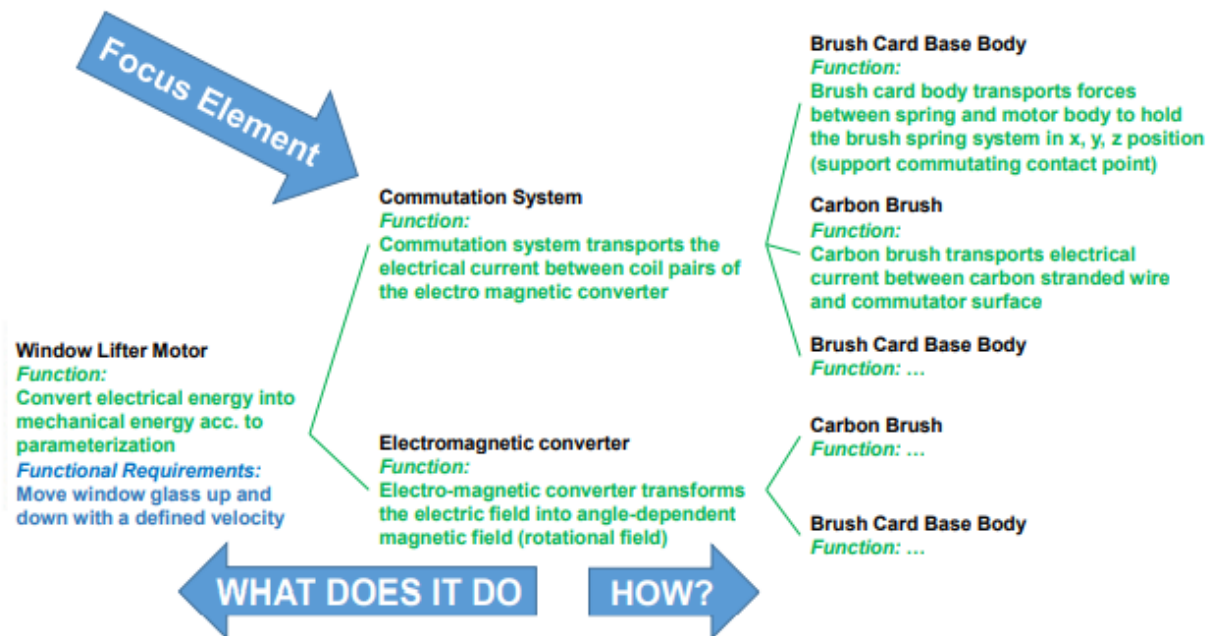 Focus Element
Brush Card Base Body
Function:
Brush card body transports forces
between spring and motor body to hold
the brush spring system in x, y, z position
(support commutating contact point)
Commutation System
Function:
Commutation system transports the
electrical current between coil pairs of
the electro magnetic converter
Carbon Brush
Function:
Carbon brush transports electrical
current between carbon stranded wire
and commutator surface
Window Lifter Motor
Function:
Convert electrical energy into
mechanical energy acc. to
parameterization
Functional Requirements:
Move window glass up and
down with a defined velocity
Brush Card Base Body
Function: …
Electromagnetic converter
Function:
Electro-magnetic converter transforms
the electric field into angle-dependent
magnetic field (rotational field)
Carbon Brush
Function: …
Brush Card Base Body
Function: …
WHAT DOES IT DO
HOW?